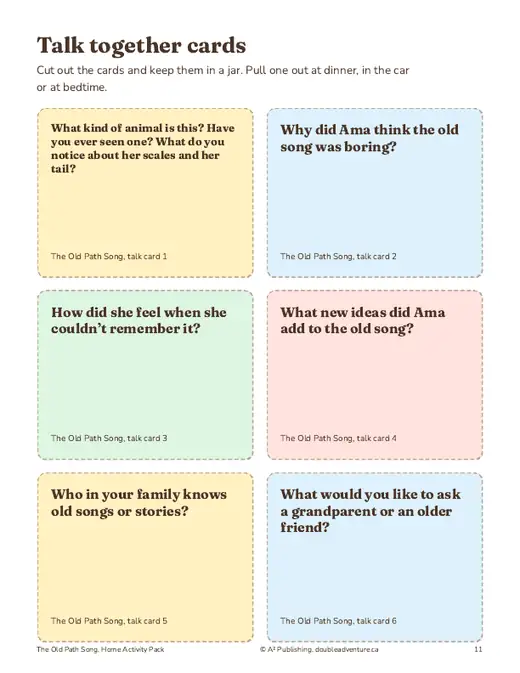 Talk together cards
Cut out the cards and keep them in a jar. Pull one out at dinner, in the car
or at bedtime.
What kind of animal is this? Have
you ever seen one? What do you
notice about her scales and her
tail?
The Old Path Song, talk card 1
Why did Ama think the old
song was boring?
The Old Path Song, talk card 2
How did she feel when she
couldn’t remember it?
The Old Path Song, talk card 3
What new ideas did Ama
add to the old song?
The Old Path Song, talk card 4
Who in your family knows
old songs or stories?
The Old Path Song, talk card 5
What would you like to ask
a grandparent or an older
friend?
The Old Path Song, talk card 6
The Old Path Song, Home Activity Pack
© A² Publishing. doubleadventure.ca
11